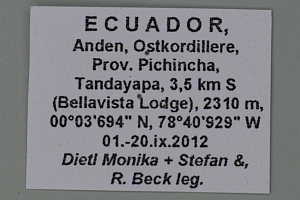 ECUADOR,
Anden, Ostkordillere,
Prov. Pichincha,
Tandayapa, 3,5 km S
(Bellavista Lodge), 2310 m,
00°03'694" N, 78°40'929" W
01.-20.ix.2012
Dietl Monika + Stefan &,
R. Beck leg.